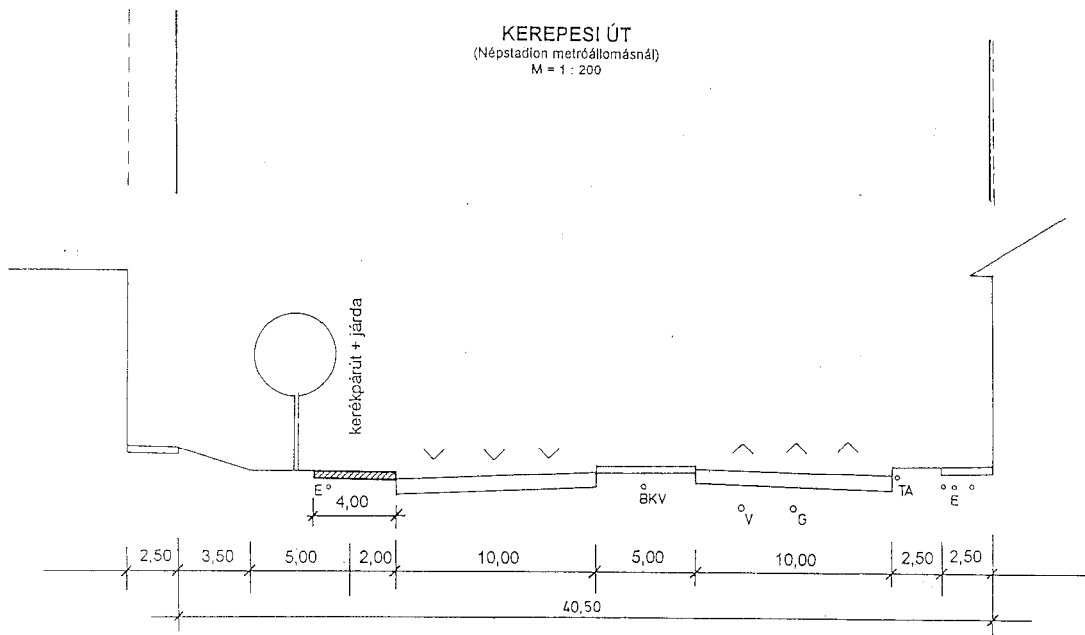 KEREPESI ÚT
(Népstadion metróállomásnál)
M = 1 : 200
kerékpárút + járda
E
4,00
BKV
V
G
TA
E
2,50
3,50
5,00
2,00
10,00
5,00
10,00
2,50
2,50
40,50